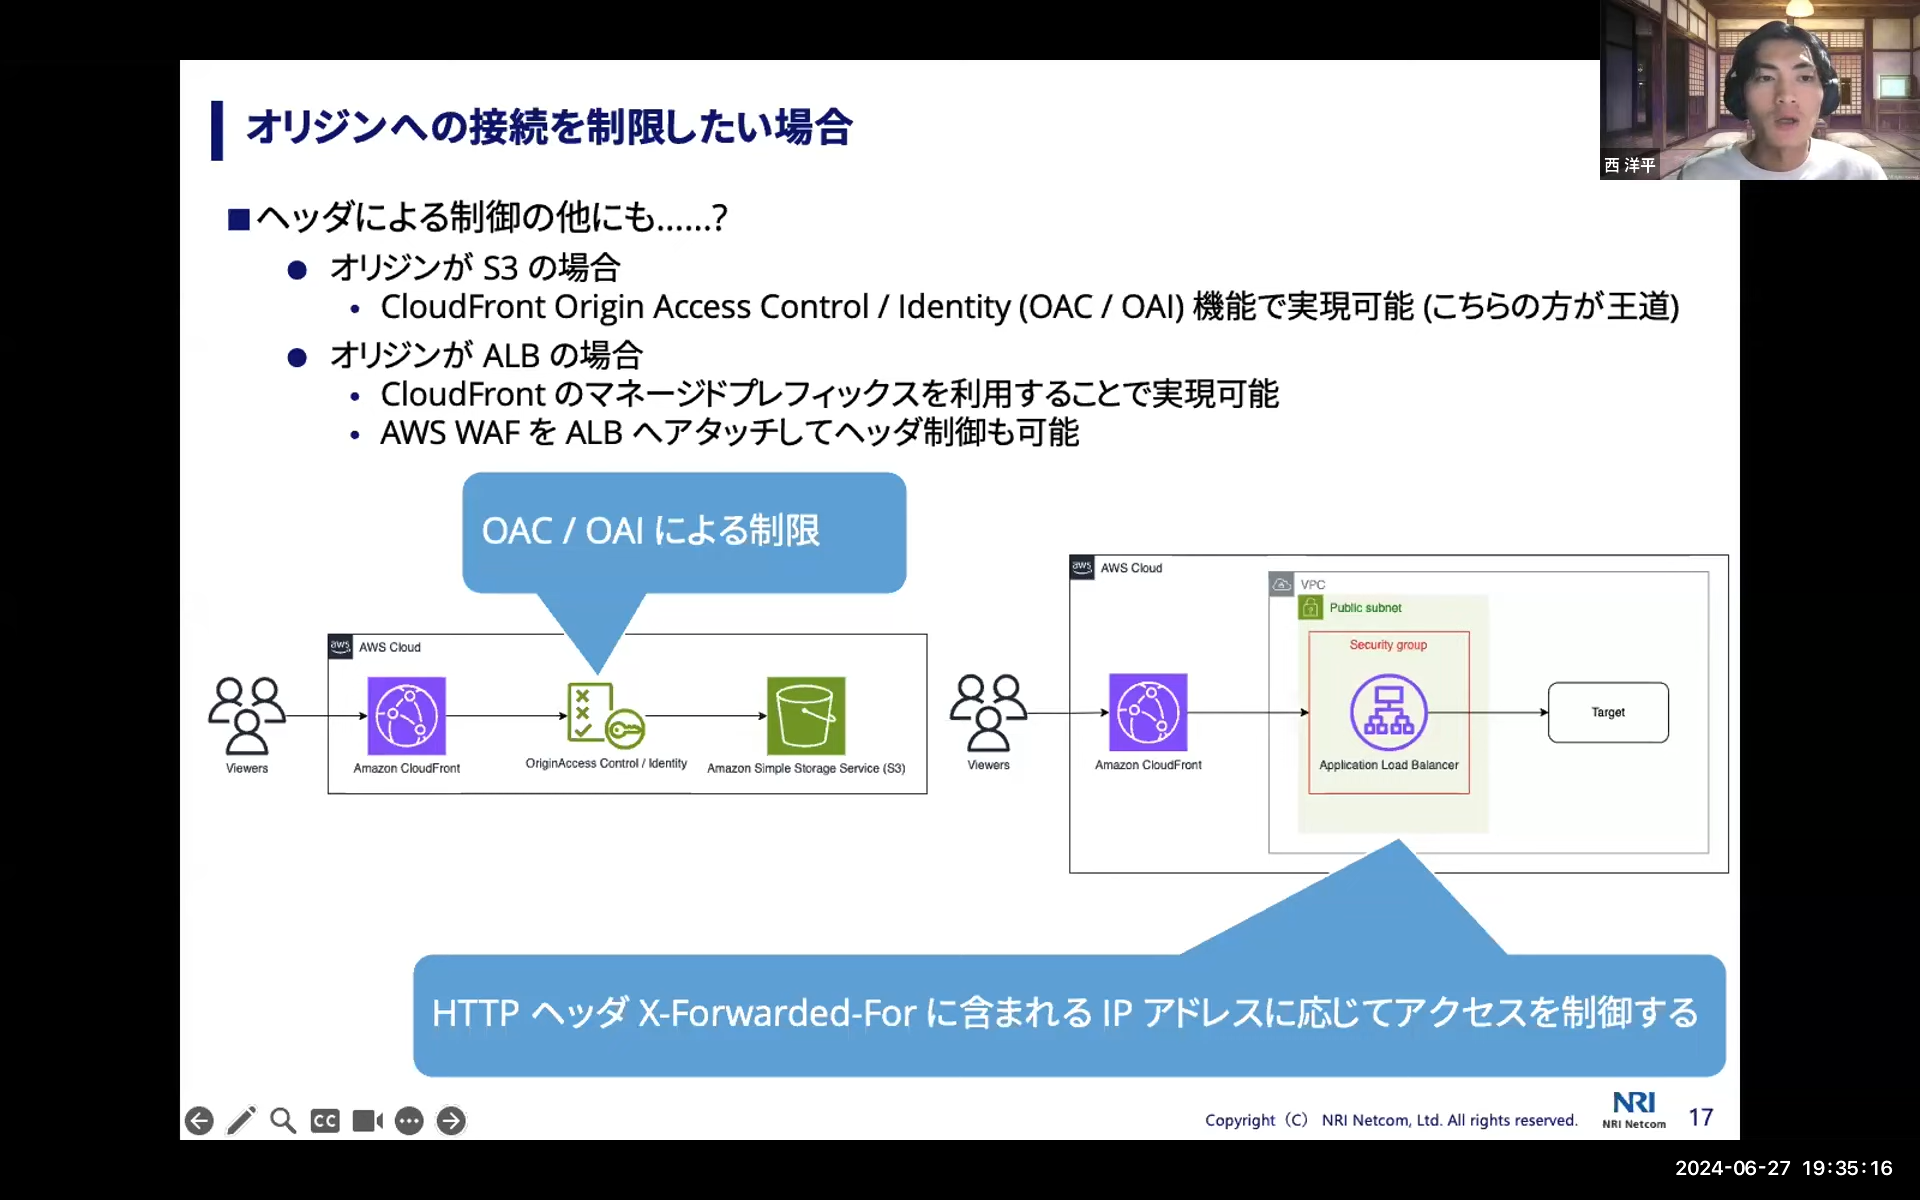 西 洋平
オリジンへの接続を制限したい場合
■ヘッダによる制御の他にも......?
● オリジンが S3 の場合
• CloudFront Origin Access Control / Identity (OAC / OAI) 機能で実現可能 (こちらの方が王道)
● オリジンが ALB の場合
• CloudFront のマネージドプレフィックスを利用することで実現可能
• AWS WAF を ALB へアタッチしてヘッダ制御も可能
OAC / OAI による制限
aws AWS Cloud
Viewers
Amazon CloudFront
OriginAccess Control / Identity
Amazon Simple Storage Service (S3)
aws AWS Cloud
VPC
Public subnet
Security group
Viewers
Amazon CloudFront
Application Load Balancer
Target
HTTP ヘッダ X-Forwarded-For に含まれる IP アドレスに応じてアクセスを制御する
CC
Copyright (C) NRI Netcom, Ltd. All rights reserved.
NRI
NRI Netcom
17
2024-06-27 19:35:16